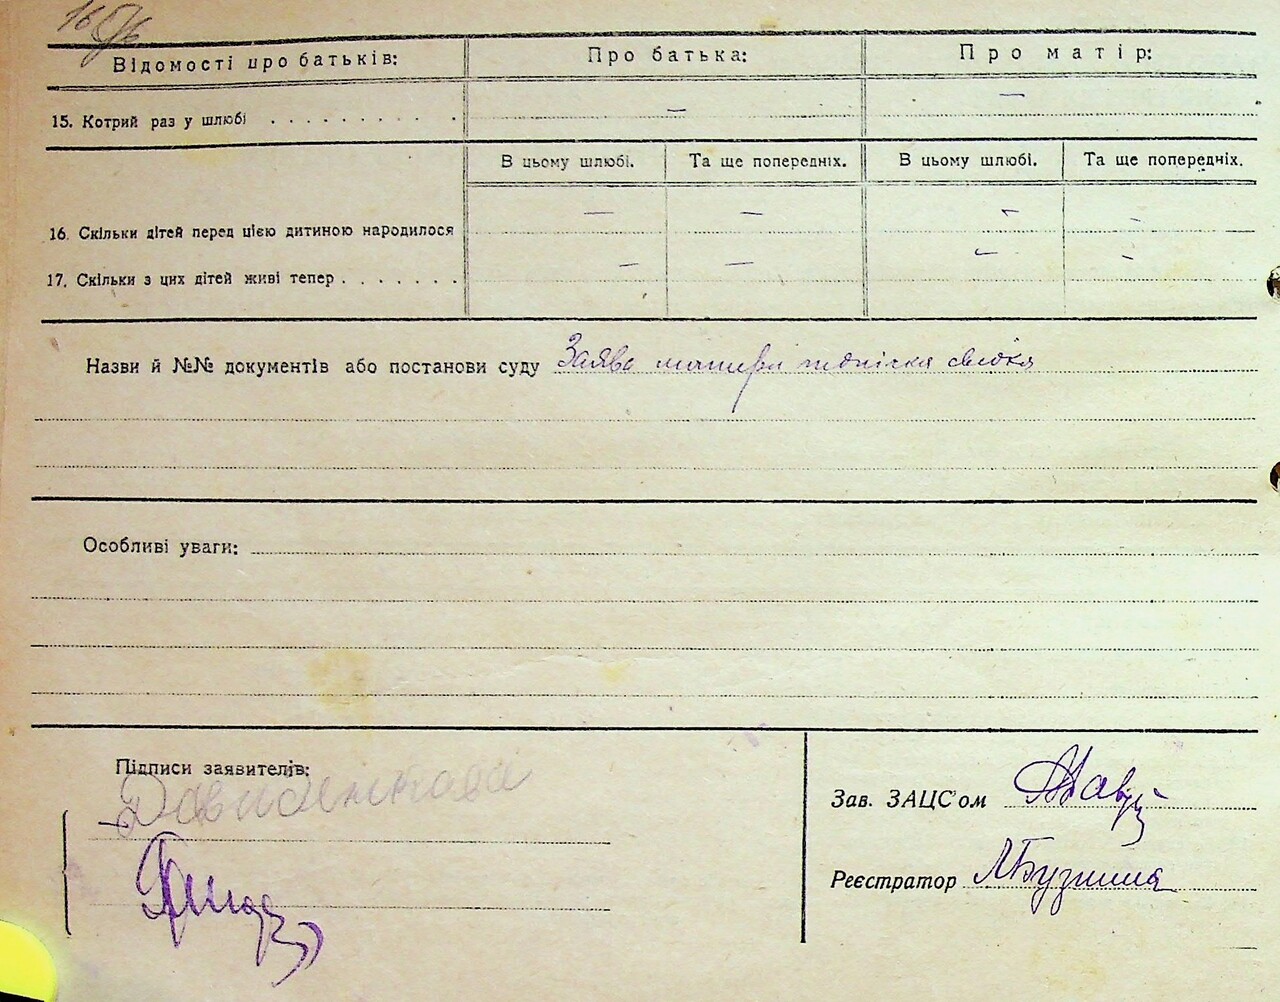 Відомості про батьків: Про батька: Про матір:
15. Котрий раз у шлюбі . . . . . . . . . . — —
В цьому шлюбі. Та ще попередніх. В цьому шлюбі. Та ще попередніх.
16. Скільки дітей перед цією дитиною народилося — — — —
17. Скільки з цих дітей живі тепер . . . . . . . — — — —
Назви й №№ документів або постанови суду Заява матери підписка свідка
Особливі уваги:
Підписи заявителів:
Зав. ЗАЦС'ом
Реєстратор